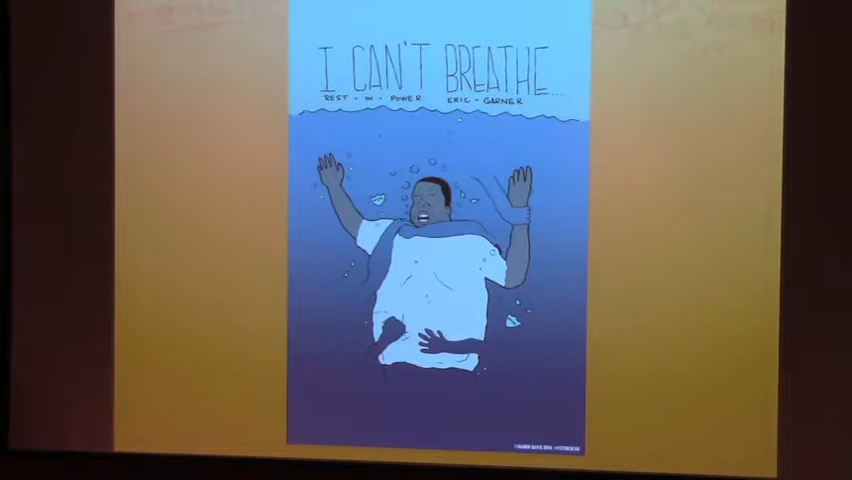 I CAN'T BREATHE...
REST • IN • POWER ERIC • GARNER